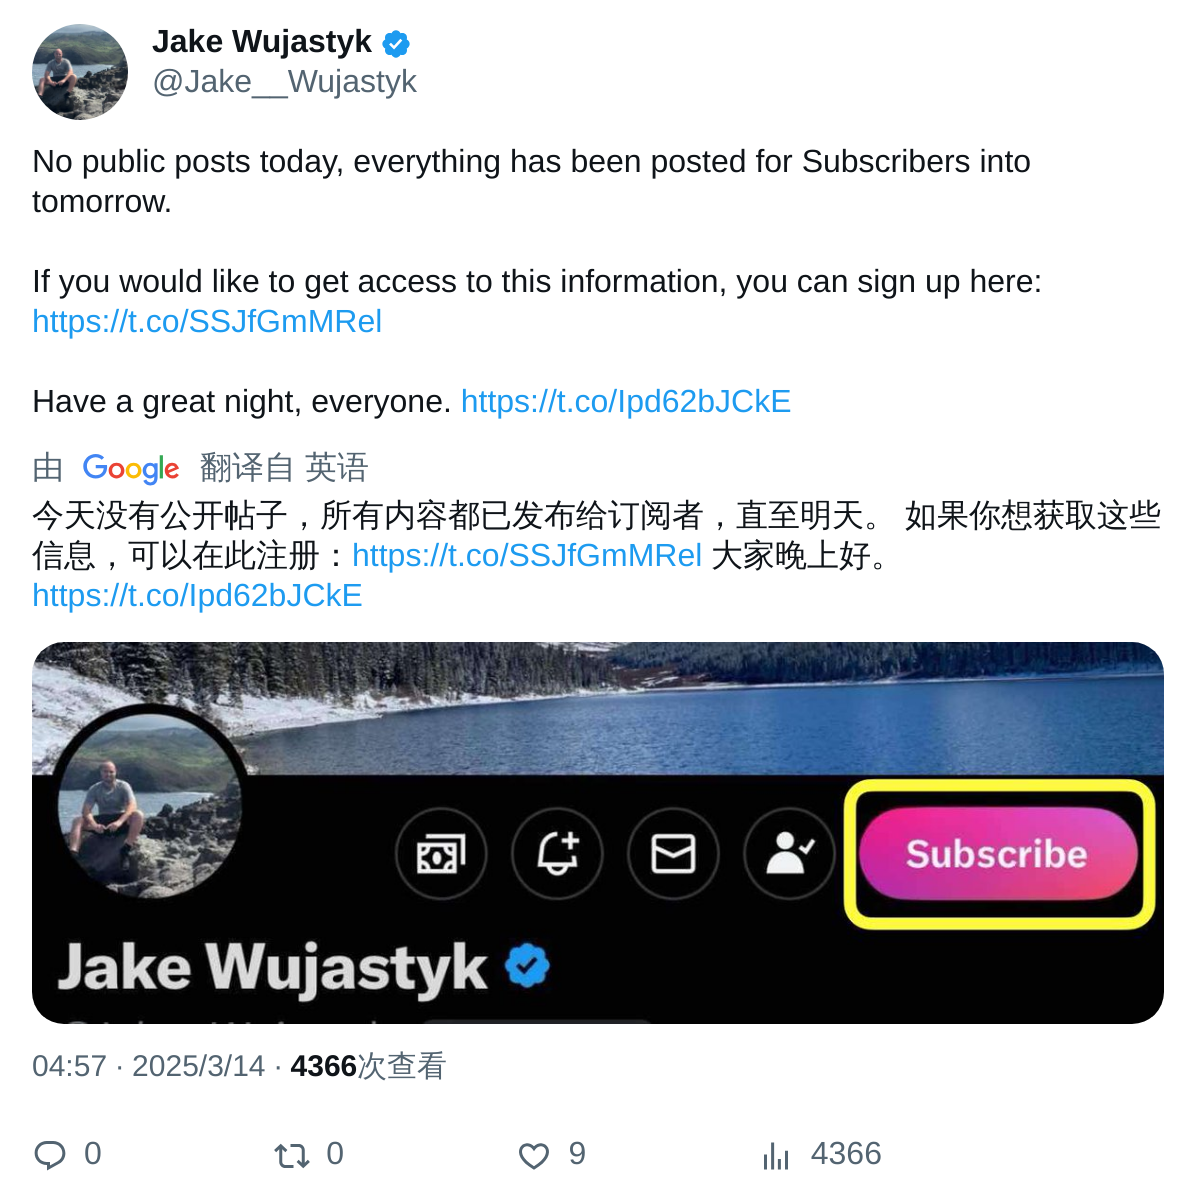 Jake Wujastyk
@Jake__Wujastyk
No public posts today, everything has been posted for Subscribers into
tomorrow.
If you would like to get access to this information, you can sign up here:
https://t.co/SSJfGmMRel
Have a great night, everyone. https://t.co/Ipd62bJCkE
由 Google 翻译自 英语
今天没有公开帖子，所有内容都已发布给订阅者，直至明天。 如果你想获取这些
信息，可以在此注册：https://t.co/SSJfGmMRel 大家晚上好。
https://t.co/Ipd62bJCkE
Subscribe
Jake Wujastyk
04:57 · 2025/3/14 · 4366次查看
0 0 9 4366